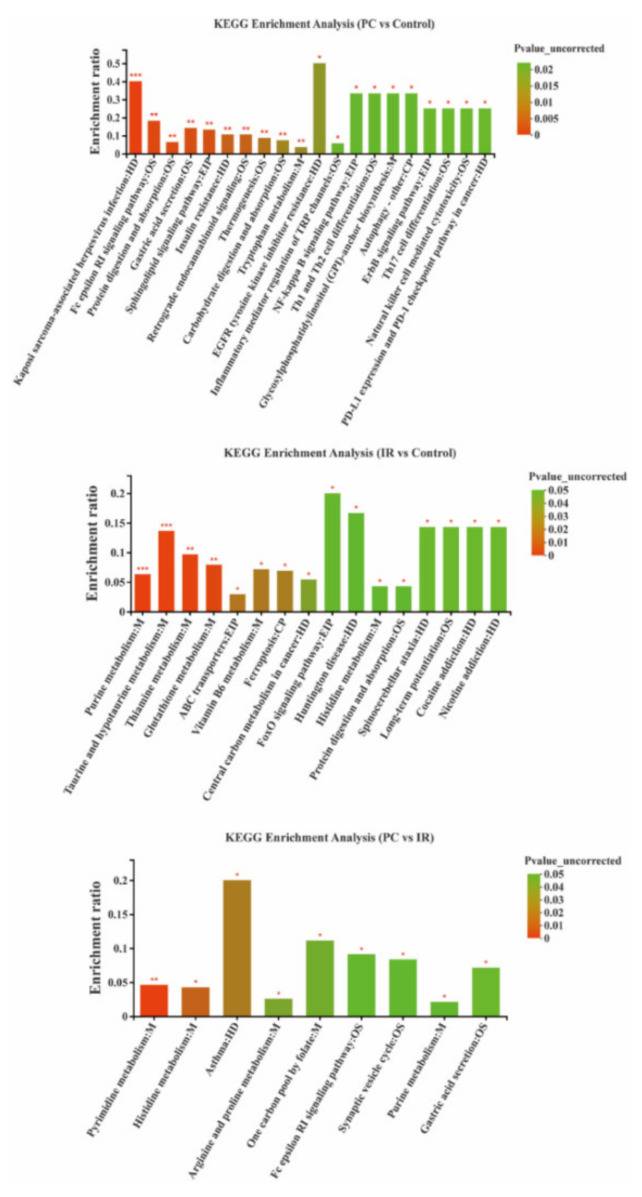 KEGG Enrichment Analysis (PC vs Control)
Pvalue_uncorrected
0.02
0.015
0.01
0.005
0
Enrichment ratio
0.5
0.4
0.3
0.2
0.1
0
***
**
**
**
**
**
**
**
**
**
*
*
*
*
*
*
*
*
*
*
Kaposi sarcoma-associated herpesvirus infection:HD
Fc epsilon RI signaling pathway:OS
Protein digestion and absorption:OS
Gastric acid secretion:OS
Sphingolipid signaling pathway:EIP
Insulin resistance:HD
Retrograde endocannabinoid signaling:OS
Thermogenesis:OS
Carbohydrate digestion and absorption:OS
Tryptophan metabolism:M
EGFR tyrosine kinase inhibitor resistance:HD
Inflammatory mediator regulation of TRP channels:OS
NF-kappa B signaling pathway:EIP
Th1 and Th2 cell differentiation:OS
Glycosylphosphatidylinositol (GPI)-anchor biosynthesis:M
Autophagy - other:CP
ErbB signaling pathway:EIP
Th17 cell differentiation:OS
Natural killer cell mediated cytotoxicity:OS
PD-L1 expression and PD-1 checkpoint pathway in cancer:HD
KEGG Enrichment Analysis (IR vs Control)
Pvalue_uncorrected
0.05
0.04
0.03
0.02
0.01
0
Enrichment ratio
0.2
0.15
0.1
0.05
0
***
***
**
**
*
*
*
*
*
*
*
*
*
*
*
*
Purine metabolism:M
Taurine and hypotaurine metabolism:M
Thiamine metabolism:M
Glutathione metabolism:M
ABC transporters:EIP
Vitamin B6 metabolism:M
Ferroptosis:CP
Central carbon metabolism in cancer:HD
FoxO signaling pathway:EIP
Huntington disease:HD
Histidine metabolism:M
Protein digestion and absorption:OS
Spinocerebellar ataxia:HD
Long-term potentiation:OS
Cocaine addiction:HD
Nicotine addiction:HD
KEGG Enrichment Analysis (PC vs IR)
Pvalue_uncorrected
0.05
0.04
0.03
0.02
0.01
0
Enrichment ratio
0.2
0.15
0.1
0.05
0
**
*
*
*
*
*
*
*
*
Pyrimidine metabolism:M
Histidine metabolism:M
Asthma:HD
Arginine and proline metabolism:M
One carbon pool by folate:M
Fc epsilon RI signaling pathway:OS
Synaptic vesicle cycle:OS
Purine metabolism:M
Gastric acid secretion:OS